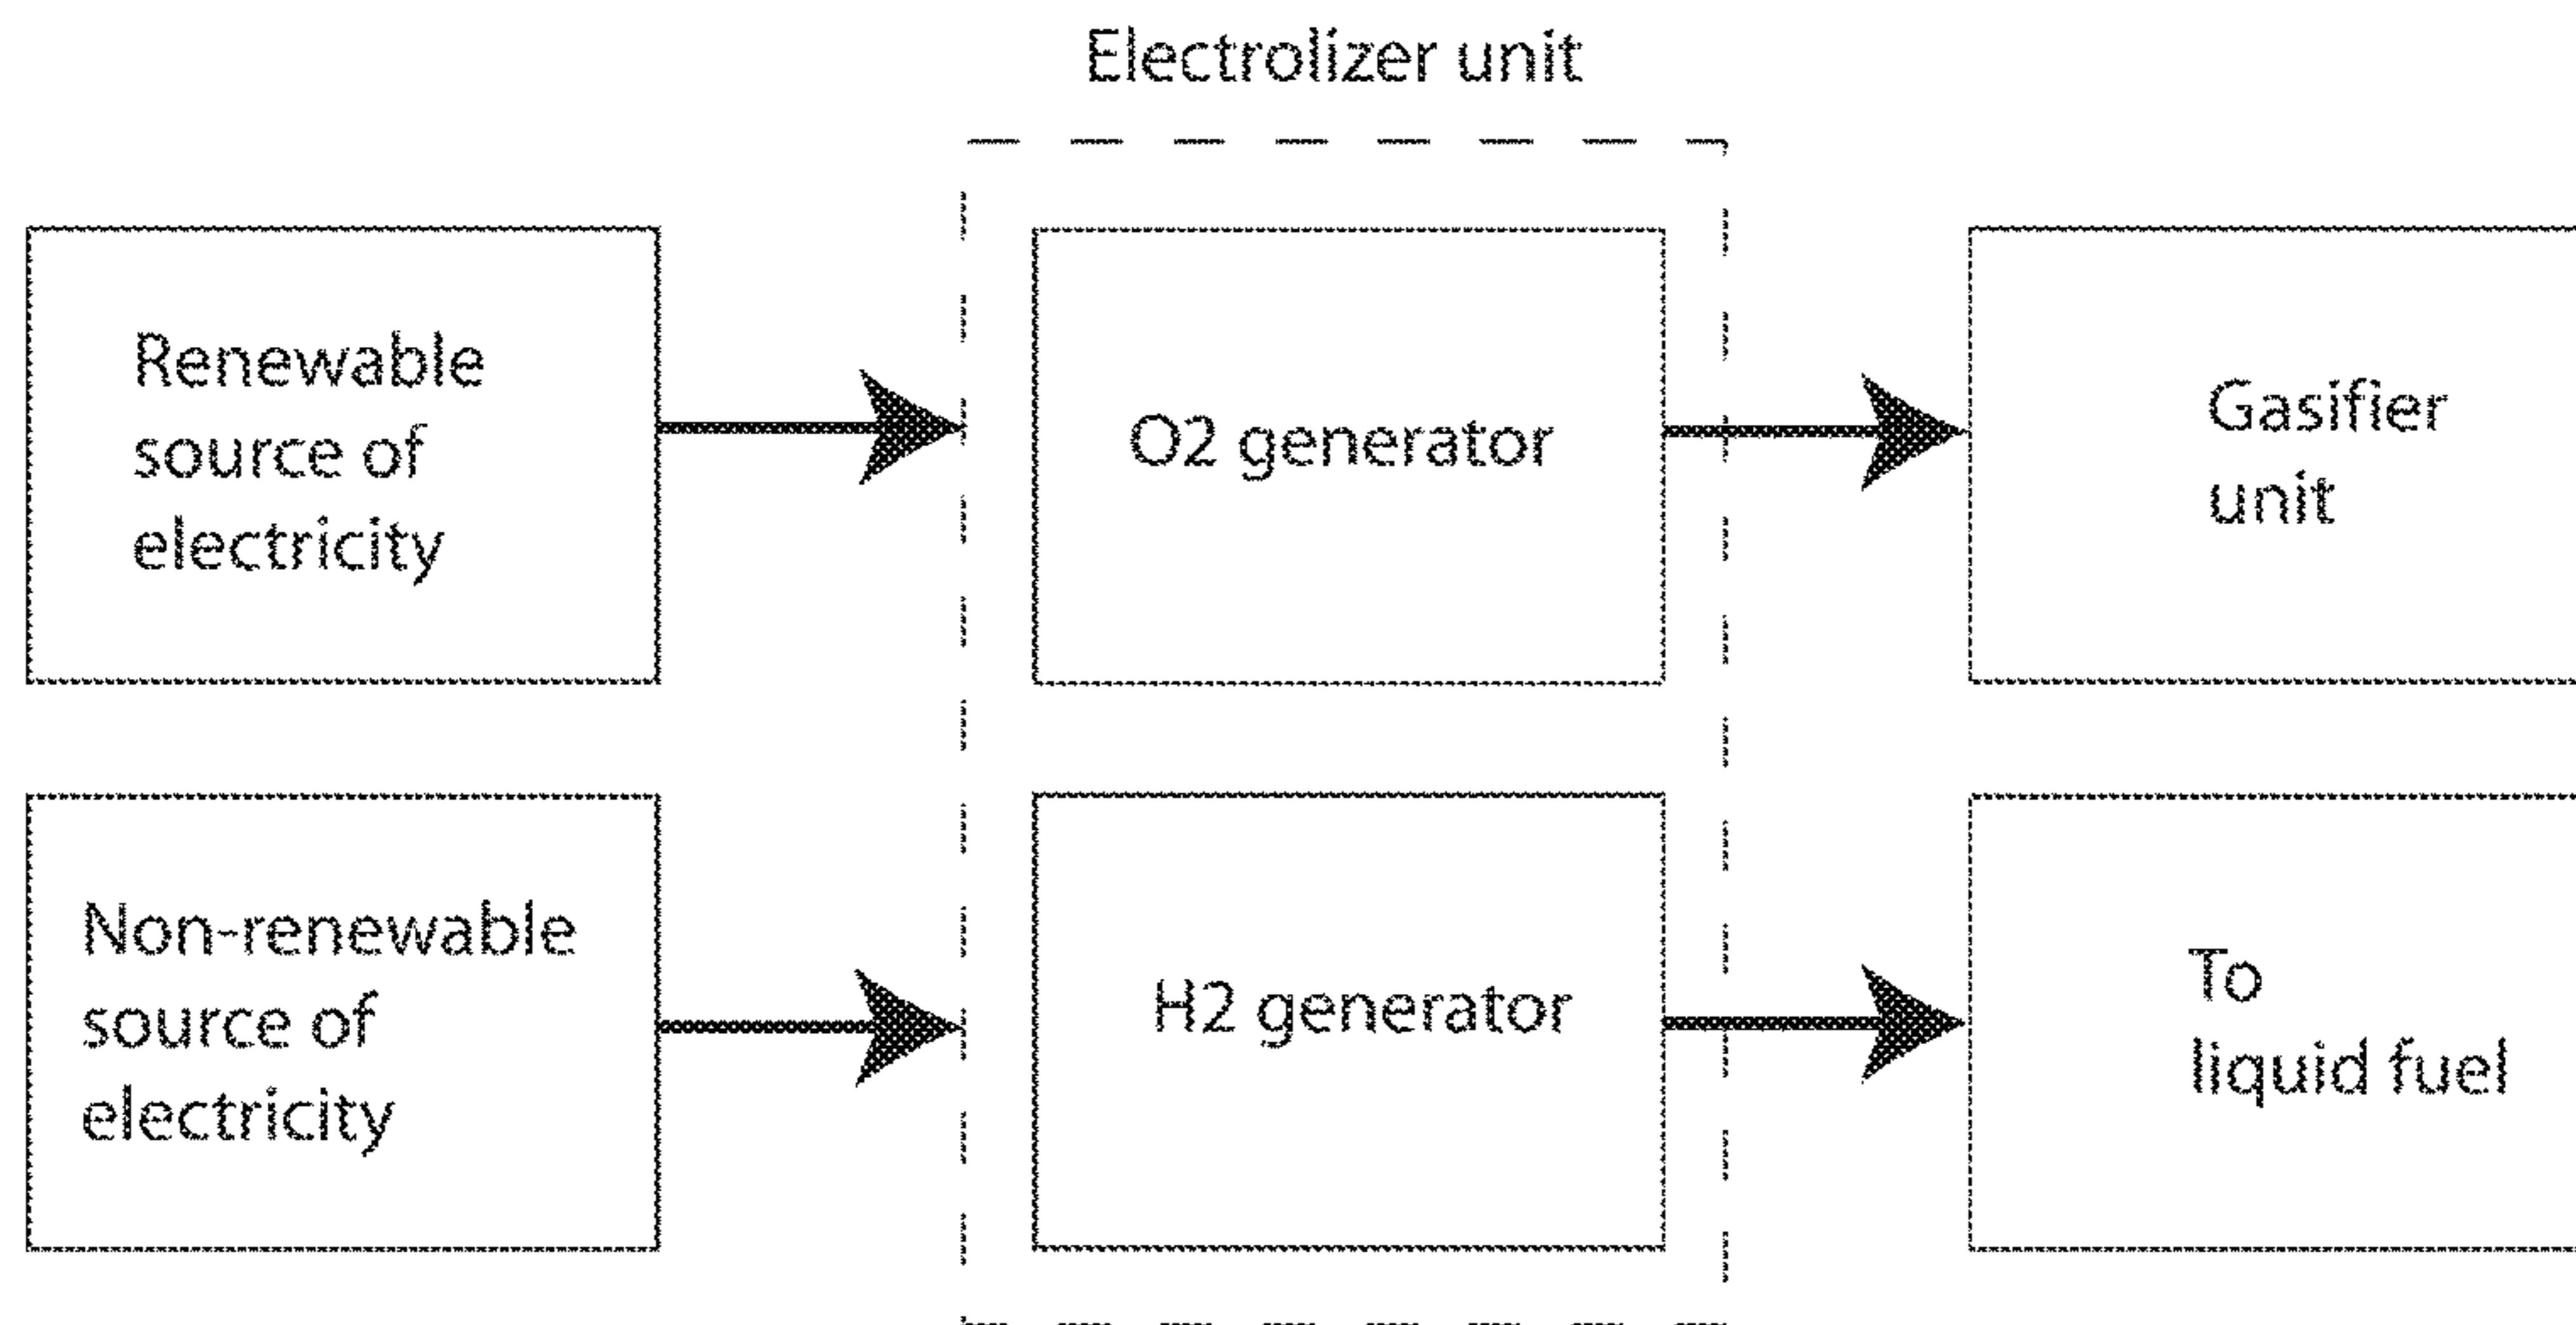 Electrolizer unit
Renewable
source of
electricity
O2 generator
Gasifier
unit
Non-renewable
source of
electricity
H2 generator
To
liquid fuel